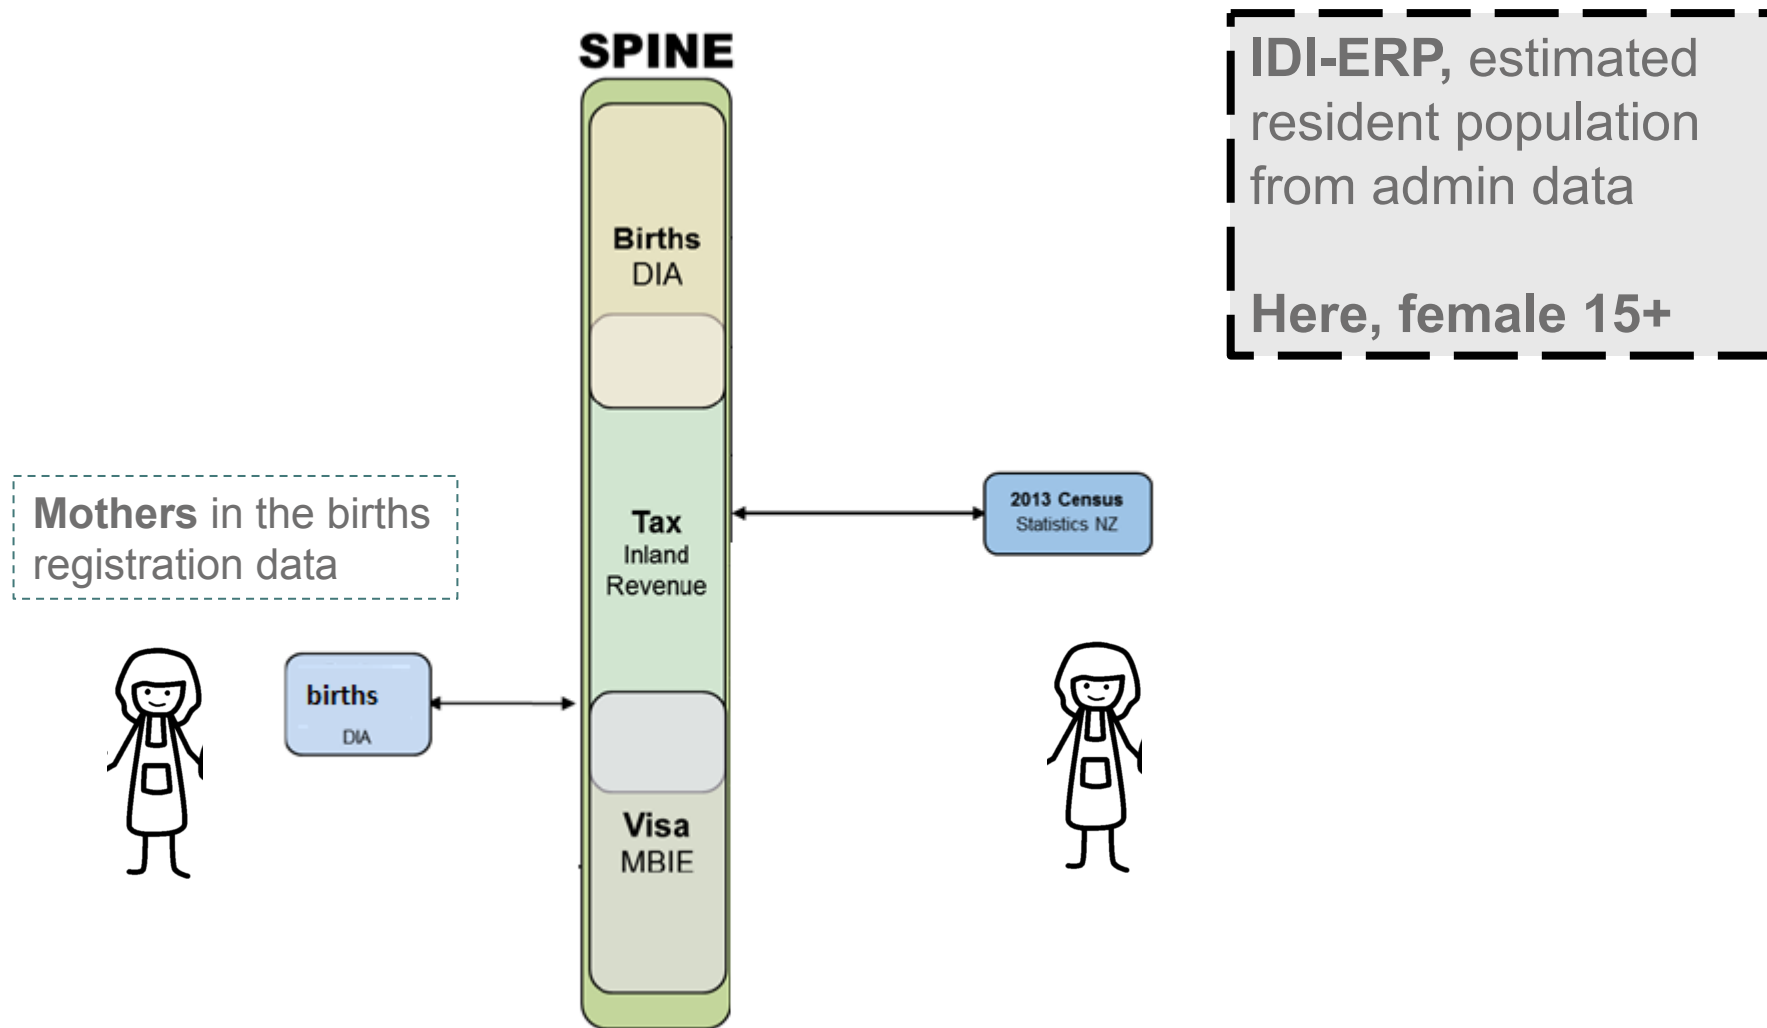 SPINE
Births
DIA
Tax
Inland
Revenue
Visa
MBIE
Mothers in the births
registration data
births
DIA
2013 Census
Statistics NZ
IDI-ERP, estimated
resident population
from admin data
Here, female 15+